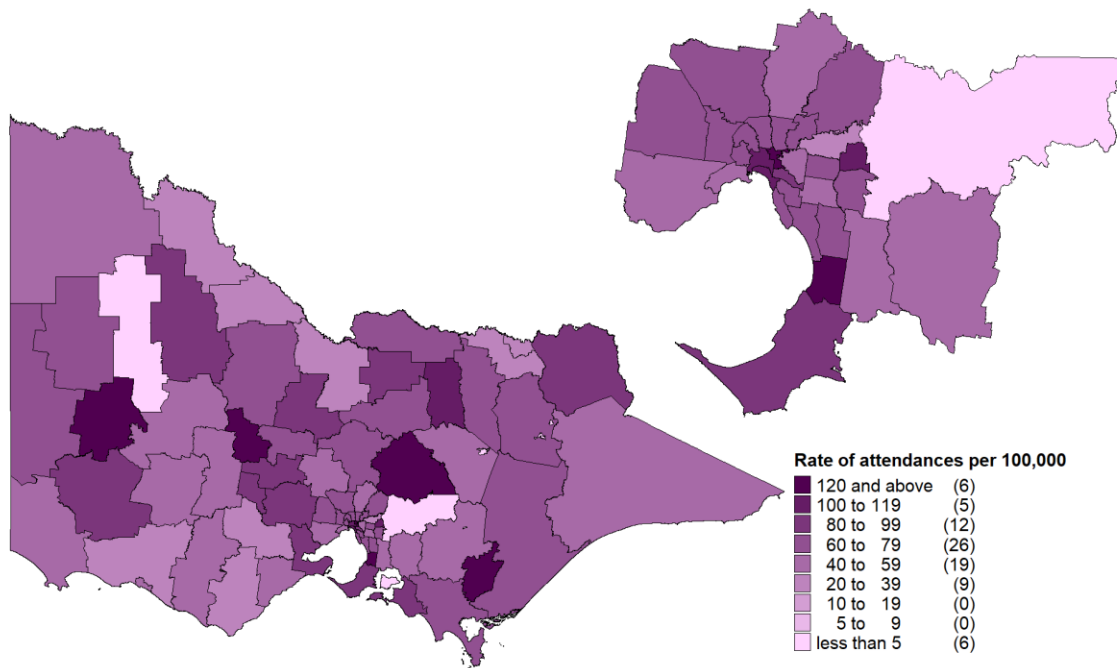 Rate of attendances per 100,000
120 and above (6)
100 to 119 (5)
80 to 99 (12)
60 to 79 (26)
40 to 59 (19)
20 to 39 (9)
10 to 19 (0)
5 to 9 (0)
less than 5 (6)